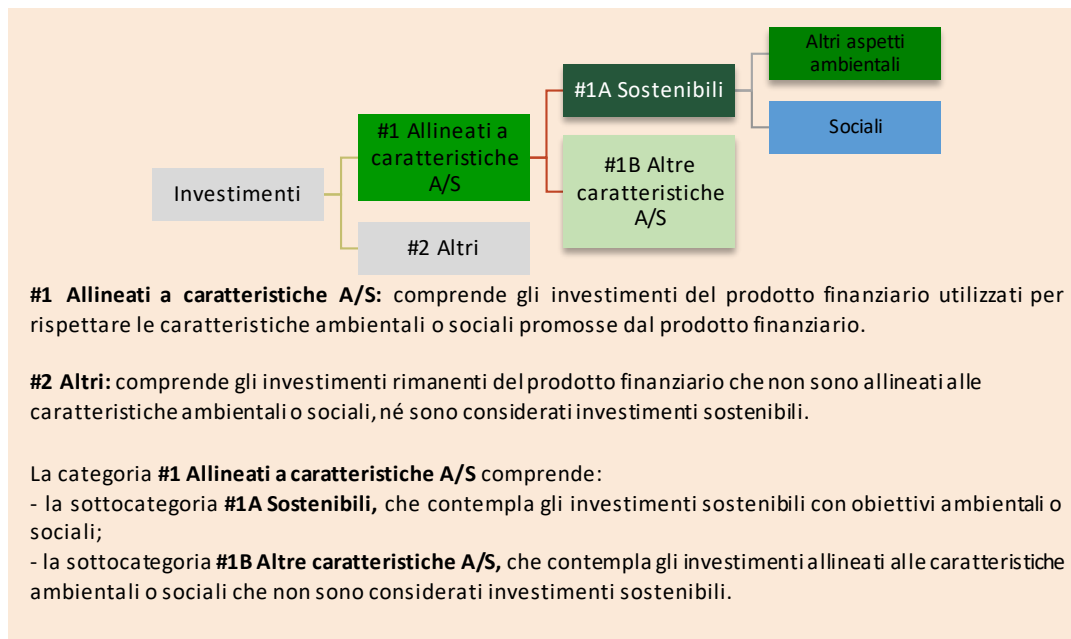 Altri aspetti
ambientali
#1A Sostenibili
#1 Allineati a
caratteristiche
A/S
Sociali
#1B Altre
caratteristiche
A/S
Investimenti
#2 Altri
#1 Allineati a caratteristiche A/S: comprende gli investimenti del prodotto finanziario utilizzati per
rispettare le caratteristiche ambientali o sociali promosse dal prodotto finanziario.
#2 Altri: comprende gli investimenti rimanenti del prodotto finanziario che non sono allineati alle
caratteristiche ambientali o sociali, né sono considerati investimenti sostenibili.
La categoria #1 Allineati a caratteristiche A/S comprende:
- la sottocategoria #1A Sostenibili, che contempla gli investimenti sostenibili con obiettivi ambientali o
sociali;
- la sottocategoria #1B Altre caratteristiche A/S, che contempla gli investimenti allineati alle caratteristiche
ambientali o sociali che non sono considerati investimenti sostenibili.